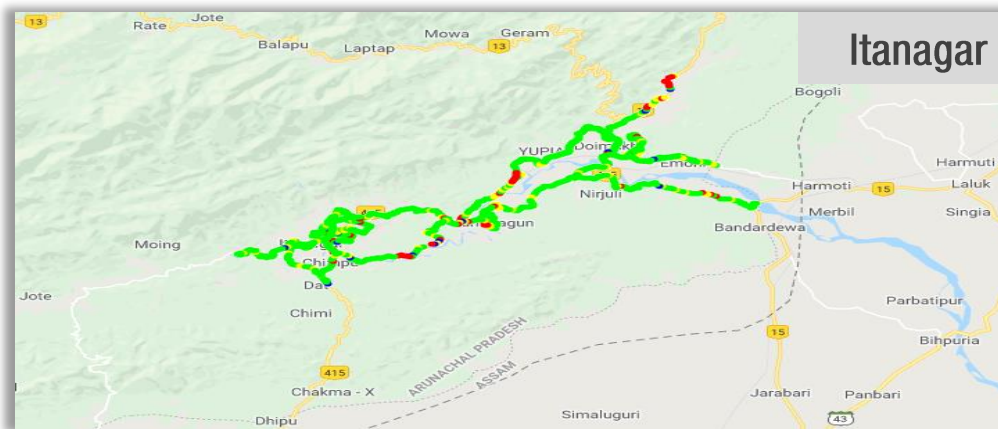 Itanagar
13
Jote
Rate
Mowa
Geram
Balapu
Laptap
13
Bogoli
YUPIA
Harmuti
Harmoti
15
Laluk
Nirjuli
Merbil
Singia
Bandardewa
Moing
Jote
Chimi
Parbatipur
15
Bihpuria
ARUNACHAL PRADESH
ASSAM
415
Chakma - X
Jarabari
Panbari
Simaluguri
43
Dhipu